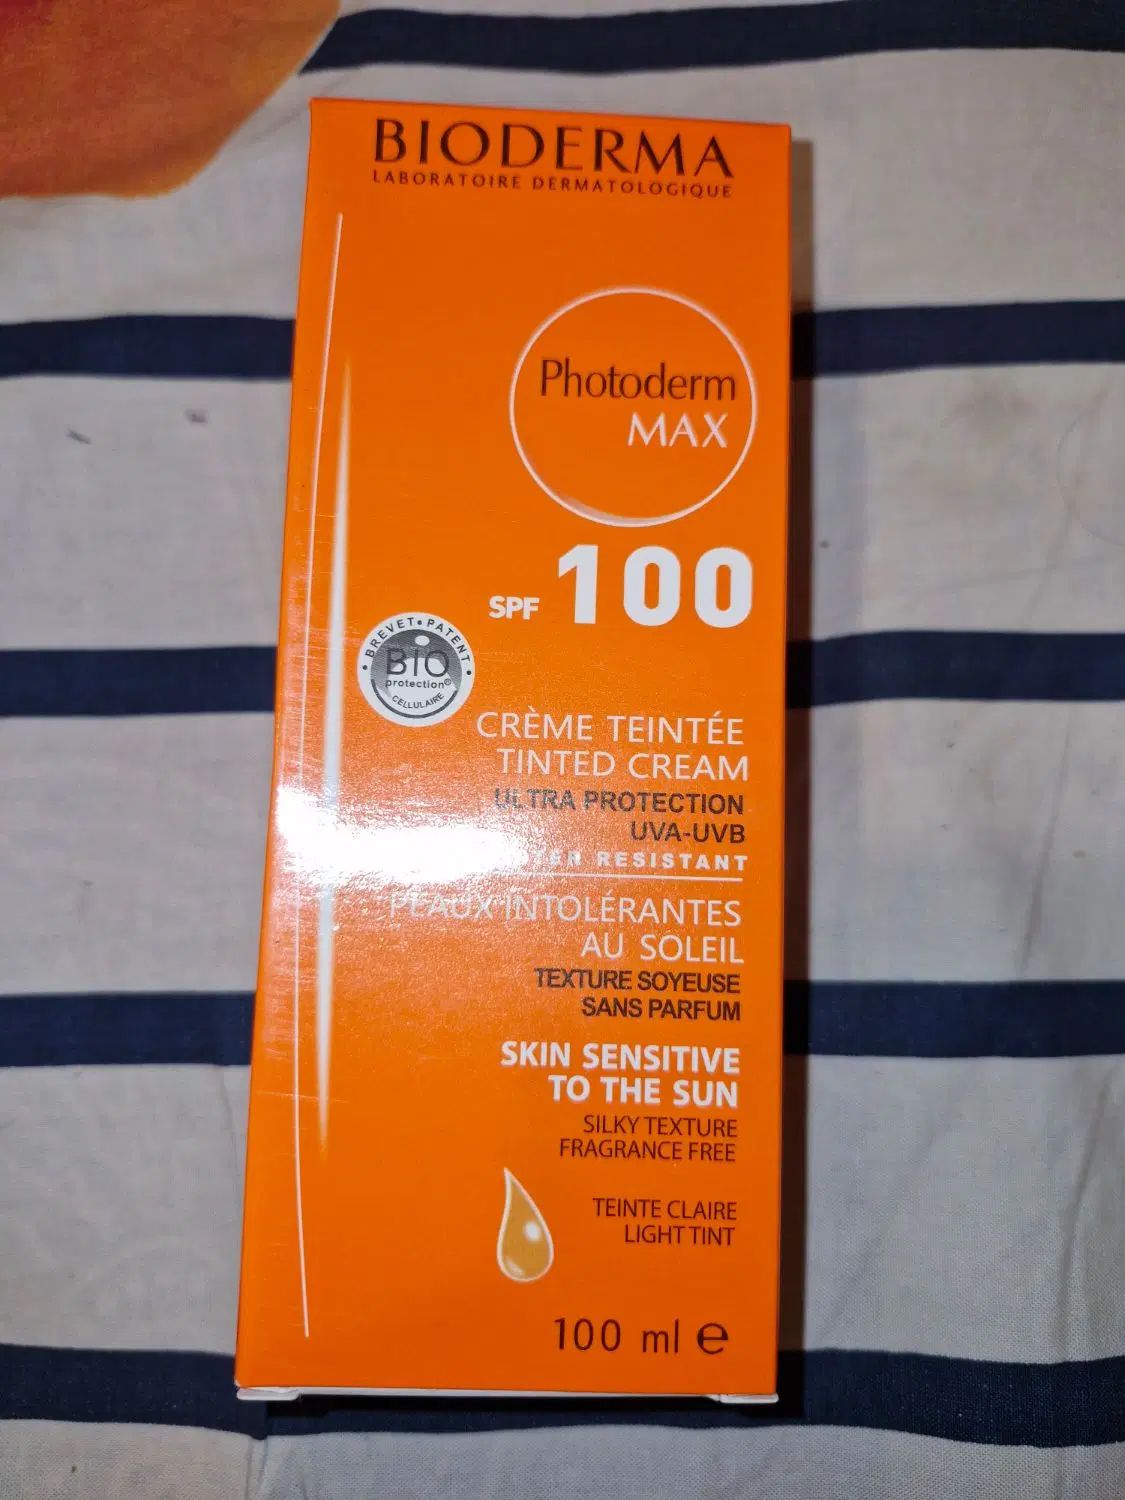 BIODERMA
LABORATOIRE DERMATOLOGIQUE
Photoderm
MAX
SPF 100
• BREVET • PATENT •
BIO
protection®
CELLULAIRE
CRÈME TEINTÉE
TINTED CREAM
ULTRA PROTECTION
UVA-UVB
RESISTANT
PEAUX INTOLÉRANTES
AU SOLEIL
TEXTURE SOYEUSE
SANS PARFUM
SKIN SENSITIVE
TO THE SUN
SILKY TEXTURE
FRAGRANCE FREE
TEINTE CLAIRE
LIGHT TINT
100 ml e